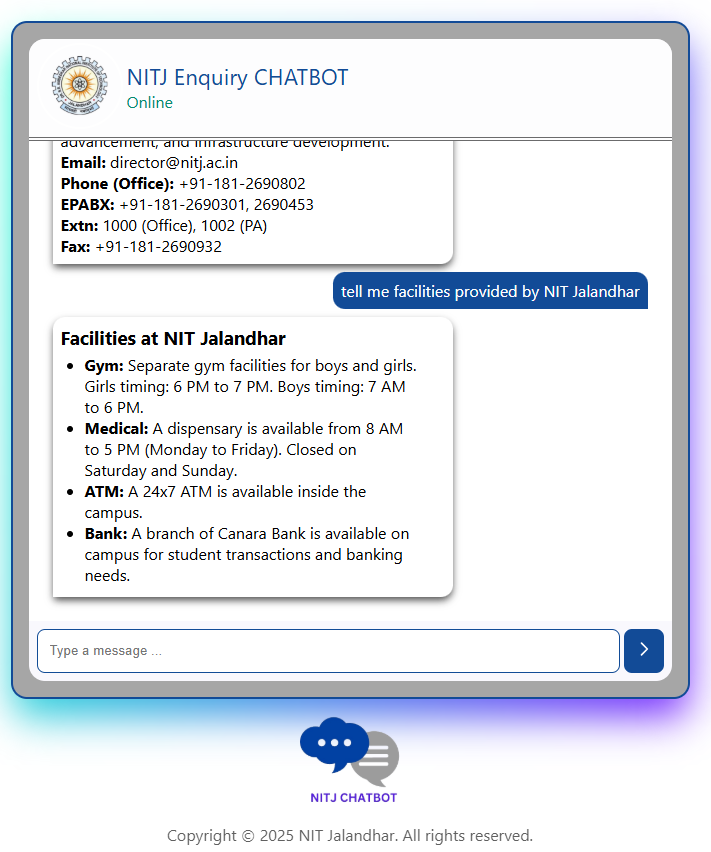 NITJ Enquiry CHATBOT
Online
advancement, and infrastructure development.
Email: director@nitj.ac.in
Phone (Office): +91-181-2690802
EPABX: +91-181-2690301, 2690453
Extn: 1000 (Office), 1002 (PA)
Fax: +91-181-2690932
tell me facilities provided by NIT Jalandhar
Facilities at NIT Jalandhar
• Gym: Separate gym facilities for boys and girls.
Girls timing: 6 PM to 7 PM. Boys timing: 7 AM
to 6 PM.
• Medical: A dispensary is available from 8 AM
to 5 PM (Monday to Friday). Closed on
Saturday and Sunday.
• ATM: A 24x7 ATM is available inside the
campus.
• Bank: A branch of Canara Bank is available on
campus for student transactions and banking
needs.
Type a message ...
NITJ CHATBOT
Copyright © 2025 NIT Jalandhar. All rights reserved.